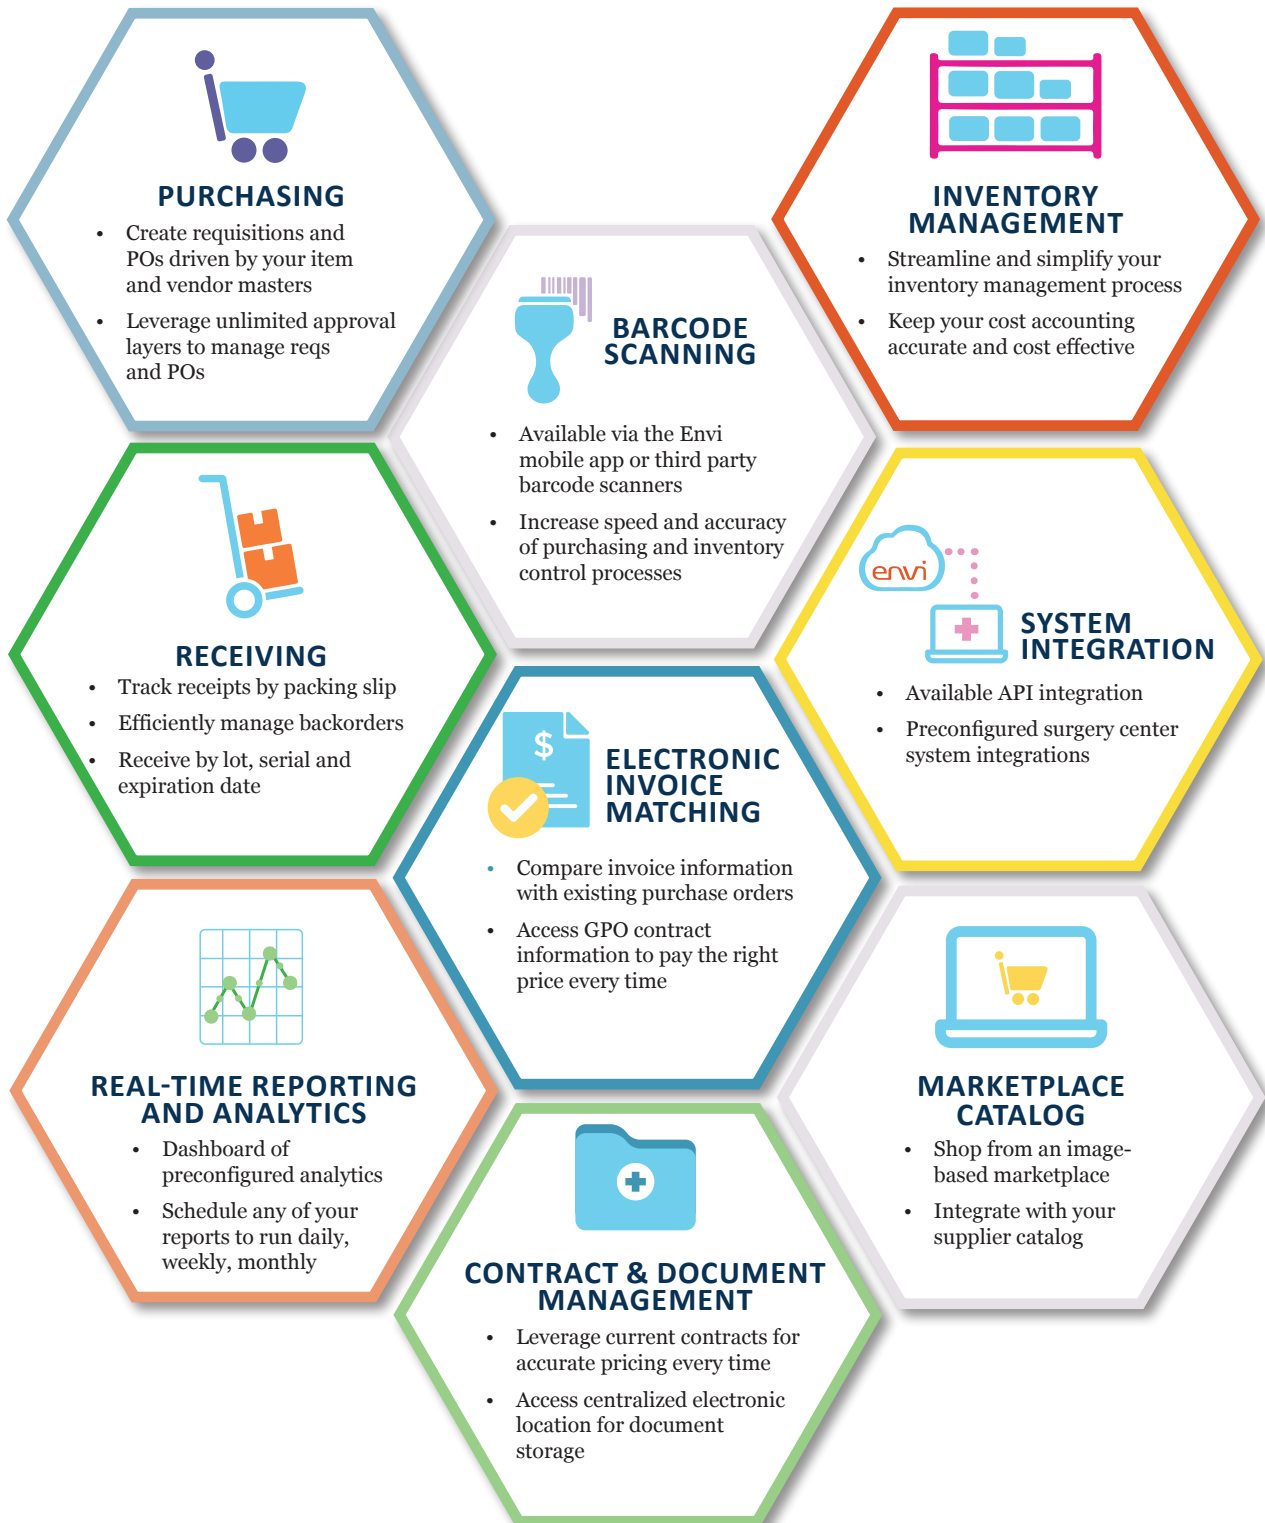 PURCHASING
• Create requisitions and
POs driven by your item
and vendor masters
• Leverage unlimited approval
layers to manage reqs
and POs
INVENTORY
MANAGEMENT
• Streamline and simplify your
inventory management process
• Keep your cost accounting
accurate and cost effective
BARCODE
SCANNING
• Available via the Envi
mobile app or third party
barcode scanners
• Increase speed and accuracy
of purchasing and inventory
control processes
RECEIVING
• Track receipts by packing slip
• Efficiently manage backorders
• Receive by lot, serial and
expiration date
envi
SYSTEM
INTEGRATION
• Available API integration
• Preconfigured surgery center
system integrations
$
ELECTRONIC
INVOICE
MATCHING
• Compare invoice information
with existing purchase orders
• Access GPO contract
information to pay the right
price every time
REAL-TIME REPORTING
AND ANALYTICS
• Dashboard of
preconfigured analytics
• Schedule any of your
reports to run daily,
weekly, monthly
MARKETPLACE
CATALOG
• Shop from an image-
based marketplace
• Integrate with your
supplier catalog
CONTRACT & DOCUMENT
MANAGEMENT
• Leverage current contracts for
accurate pricing every time
• Access centralized electronic
location for document
storage